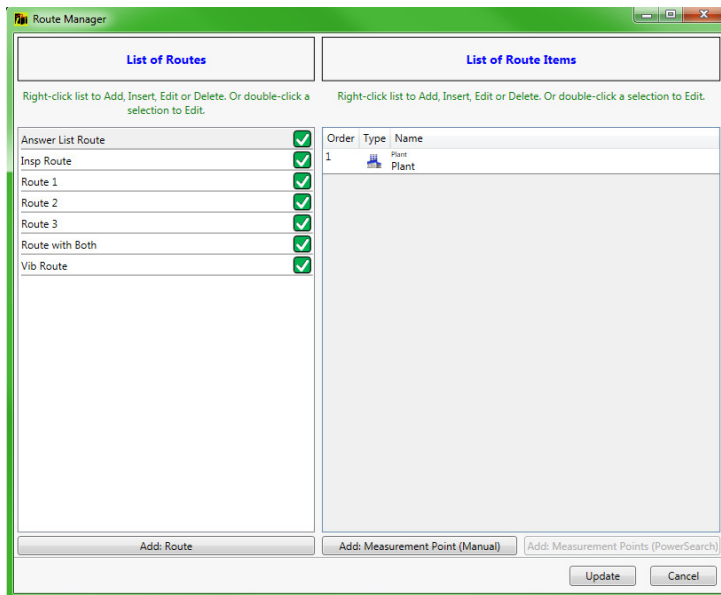 Route Manager
List of Routes
List of Route Items
Right-click list to Add, Insert, Edit or Delete. Or double-click a
selection to Edit.
Right-click list to Add, Insert, Edit or Delete. Or double-click a selection to Edit.
Answer List Route
Insp Route
Route 1
Route 2
Route 3
Route with Both
Vib Route
Order Type Name
1 Plant
Plant
Add: Route
Add: Measurement Point (Manual)
Add: Measurement Points (PowerSearch)
Update
Cancel